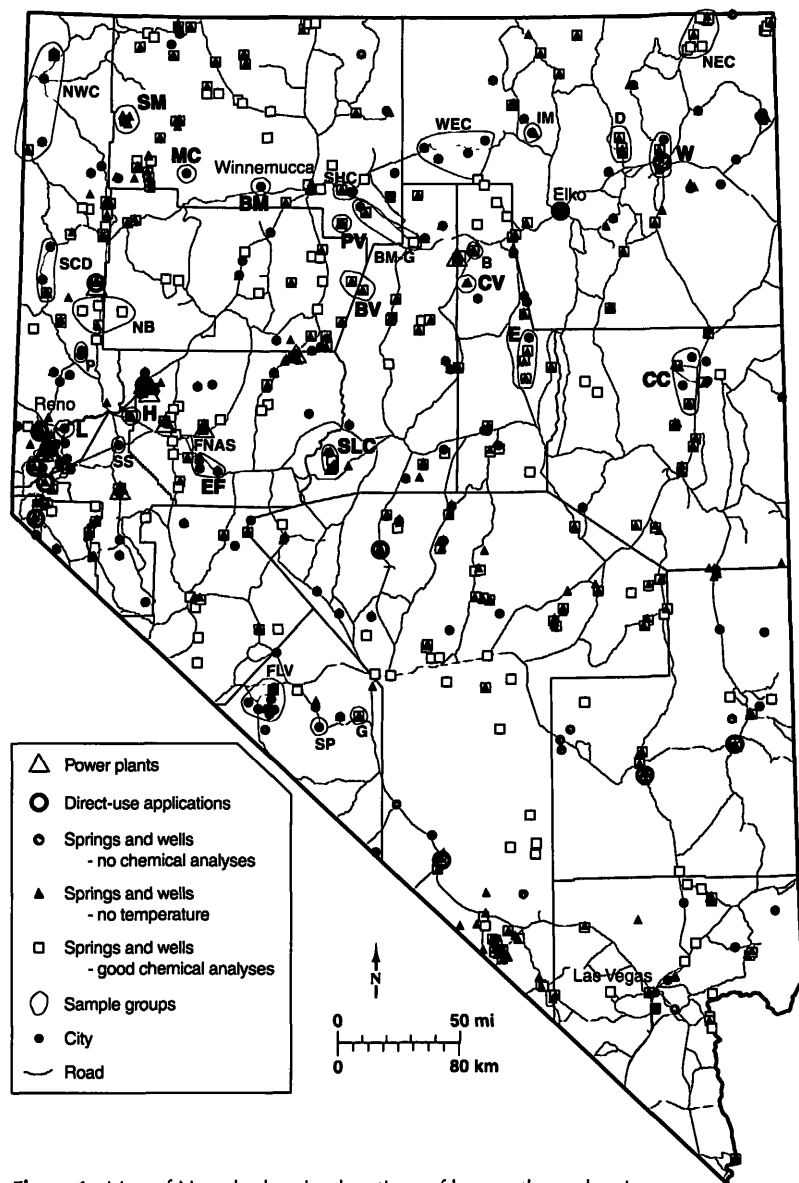 NWC
NEC
SM
WEC
IM
D
MC
W
Winnemucca
SHC
BM
Elko
PV
SCD
BM-G
B
CV
BV
NB
E
P
CC
Reno
H
L
FNAS
SLC
SS
EF
FLV
SP
G
Power plants
Direct-use applications
Springs and wells
- no chemical analyses
Springs and wells
- no temperature
Springs and wells
- good chemical analyses
Sample groups
City
Road
N
0 50 mi
0 80 km
Las Vegas